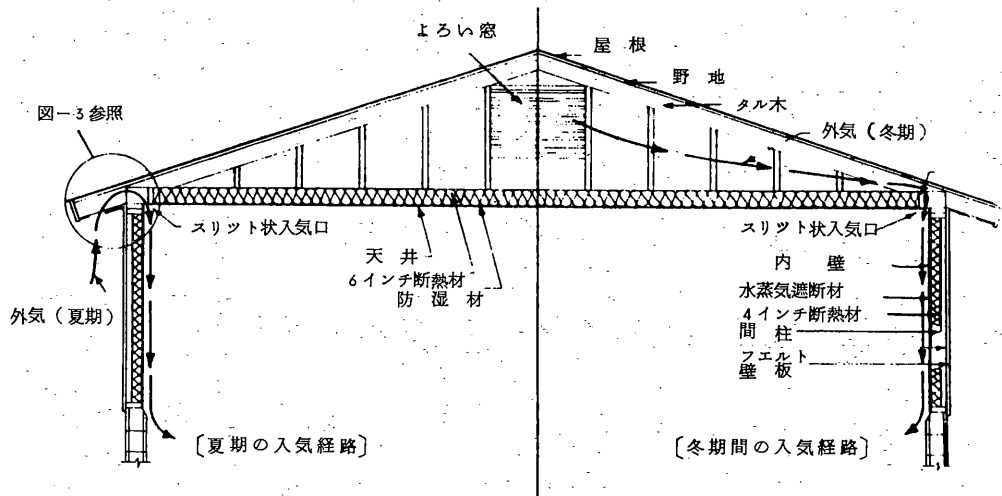 よろい窓
屋根
野地
タル木
外気(冬期)
図-3参照
スリット状入気口
天井
6インチ断熱材
防湿材
外気(夏期)
スリット状入気口
内壁
水蒸気遮断材
4インチ断熱材
間柱
フエルト
壁板
〔夏期の入気経路〕
〔冬期間の入気経路〕